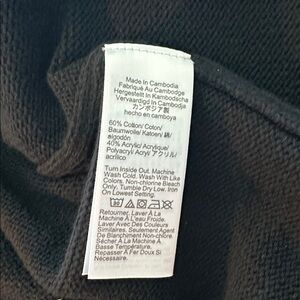 Made In Cambodia
Fabriqué Au Cambodge
Hergestellt In Kambodscha
Vervaardigd In Cambodja
カンボジア製
hecho en camboya
60% Cotton/ Coton/
Baumwolle/ Katoen/ 綿/
algodón
40% Acrylic/ Acrylique/
Polyacryl/ Acryl/ アクリル/
acrílico
Turn Inside Out. Machine
Wash Cold. Wash With Like
Colors. Non-chlorine Bleach
Only. Tumble Dry Low. Iron
On Lowest Setting.
Retourner. Laver À La
Machine À L'eau Froide.
Laver Avec Des Couleurs
Similaires. Seulement Agent
De Blanchiment Non-chloric.
Sécher À La Machine À
Basse Température.
Repasser À Fer Doux Si
Nécessaire.